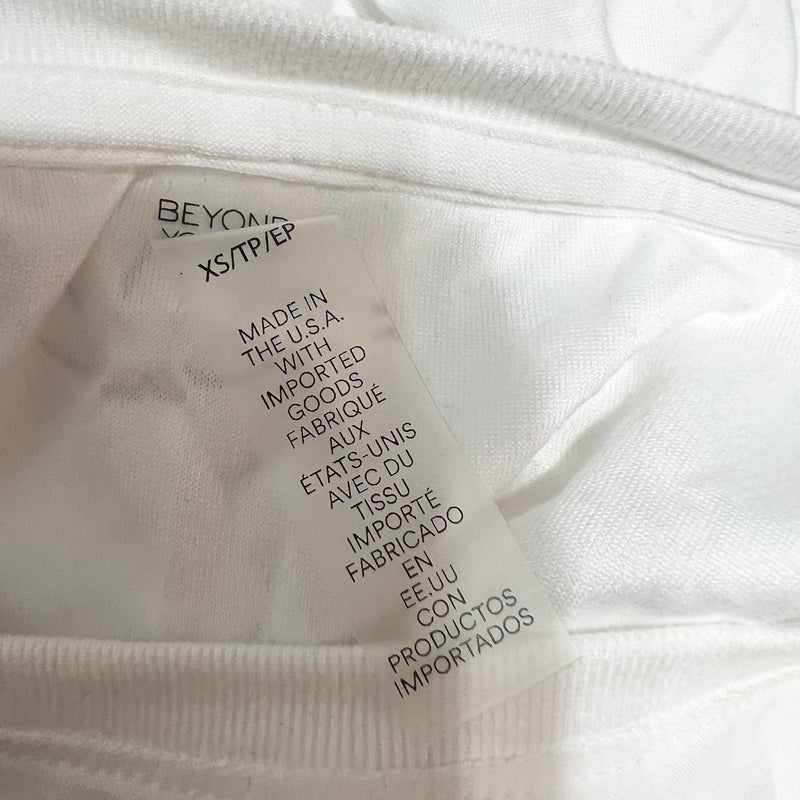 BEYOND
XS/TP/EP
MADE IN
THE U.S.A.
WITH
IMPORTED
GOODS
FABRIQUÉ
AUX
ÉTATS-UNIS
AVEC DU
TISSU
IMPORTÉ
FABRICADO
EN
EE.UU
CON
PRODUCTOS
IMPORTADOS